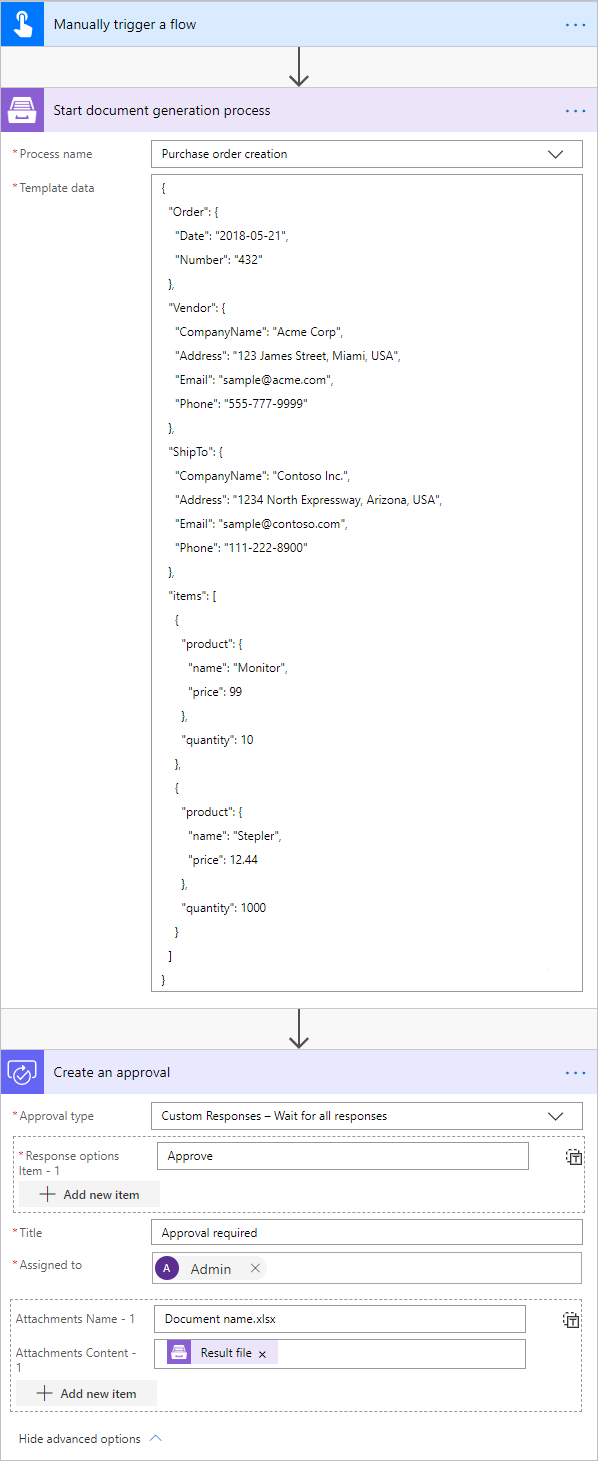 Manually trigger a flow
Start document generation process
*Process name
Purchase order creation
*Template data
{
"Order": {
"Date": "2018-05-21",
"Number": "432"
},
"Vendor": {
"CompanyName": "Acme Corp",
"Address": "123 James Street, Miami, USA",
"Email": "sample@acme.com",
"Phone": "555-777-9999"
},
"ShipTo": {
"CompanyName": "Contoso Inc.",
"Address": "1234 North Expressway, Arizona, USA",
"Email": "sample@contoso.com",
"Phone": "111-222-8900"
},
"items": [
{
"product": {
"name": "Monitor",
"price": 99
},
"quantity": 10
},
{
"product": {
"name": "Stepler",
"price": 12.44
},
"quantity": 1000
}
]
}
Create an approval
*Approval type
Custom Responses – Wait for all responses
*Response options
Item - 1
Approve
Add new item
*Title
Approval required
*Assigned to
A Admin
Attachments Name - 1
Document name.xlsx
Attachments Content -
1
Result file
Add new item
Hide advanced options